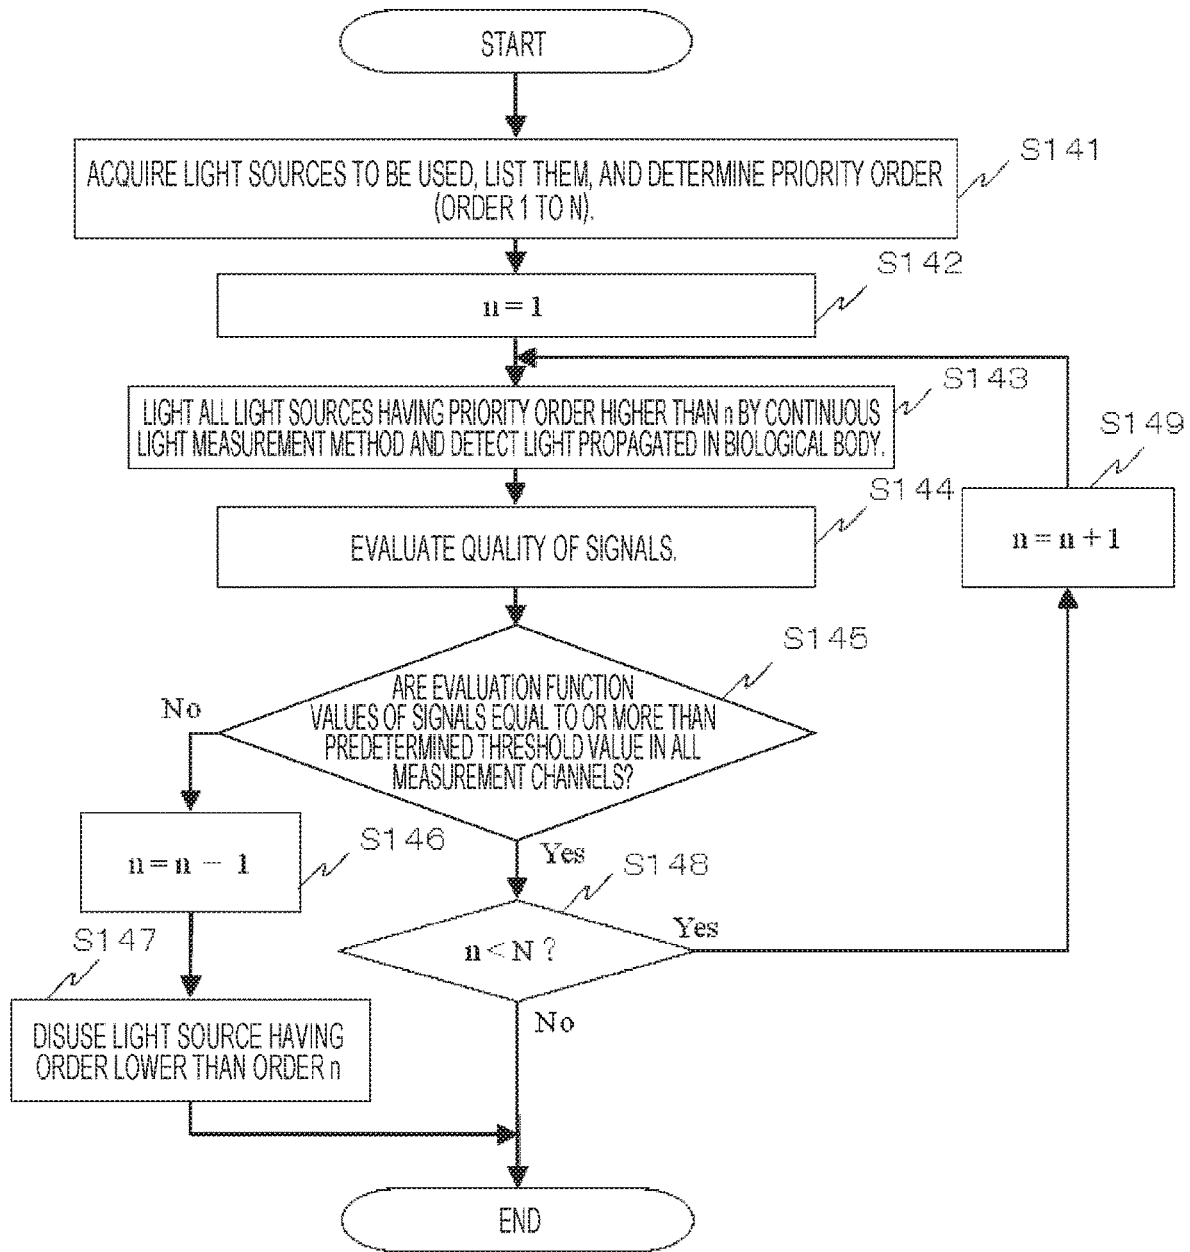 START
S141
ACQUIRE LIGHT SOURCES TO BE USED, LIST THEM, AND DETERMINE PRIORITY ORDER
(ORDER 1 TO N).
S142
n = 1
S143
LIGHT ALL LIGHT SOURCES HAVING PRIORITY ORDER HIGHER THAN n BY CONTINUOUS
LIGHT MEASUREMENT METHOD AND DETECT LIGHT PROPAGATED IN BIOLOGICAL BODY.
S149
n = n + 1
S144
EVALUATE QUALITY OF SIGNALS.
S145
ARE EVALUATION FUNCTION
VALUES OF SIGNALS EQUAL TO OR MORE THAN
PREDETERMINED THRESHOLD VALUE IN ALL
MEASUREMENT CHANNELS?
No
Yes
S146
n = n - 1
S148
n < N ?
Yes
No
S147
DISUSE LIGHT SOURCE HAVING
ORDER LOWER THAN ORDER n
END